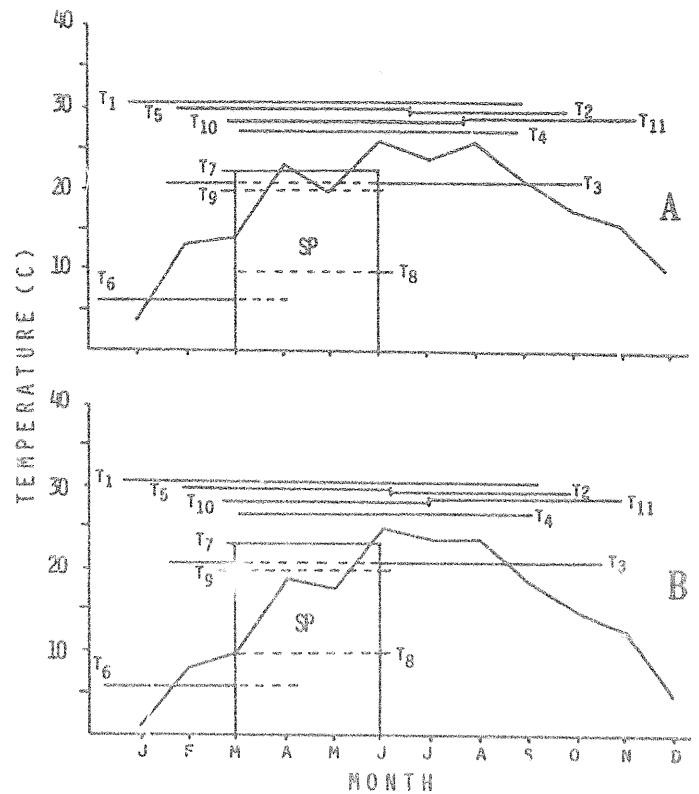 40
30
20
10
T1
T5
T2
T10
T11
T4
T7
T3
T9
A
SP
T8
T6
TEMPERATURE (C)
40
30
20
10
T1
T5
T2
T10
T11
T4
T7
T3
T9
B
SP
T8
T6
J F M A M J J A S O N D
MONTH